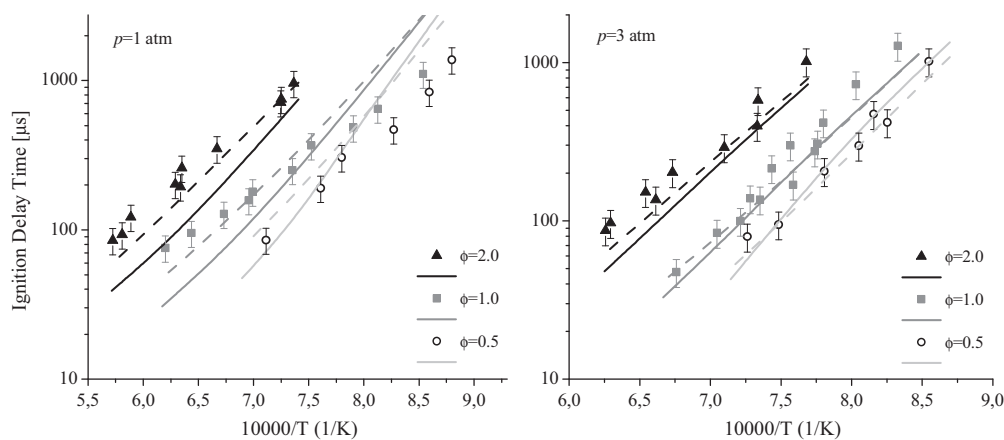 p=1 atm
1000
100
10
Ignition Delay Time [µs]
ϕ=2.0
ϕ=1.0
ϕ=0.5
5,5 6,0 6,5 7,0 7,5 8,0 8,5 9,0
10000/T (1/K)
p=3 atm
1000
100
10
ϕ=2.0
ϕ=1.0
ϕ=0.5
6,0 6,5 7,0 7,5 8,0 8,5 9,0
10000/T (1/K)